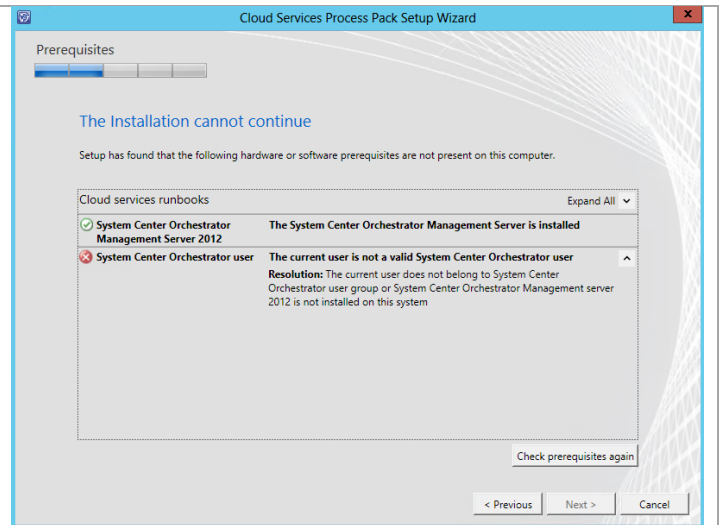 Cloud Services Process Pack Setup Wizard
x
Prerequisites
The Installation cannot continue
Setup has found that the following hardware or software prerequisites are not present on this computer.
Cloud services runbooks
Expand All
System Center Orchestrator
Management Server 2012
The System Center Orchestrator Management Server is installed
System Center Orchestrator user
The current user is not a valid System Center Orchestrator user
Resolution: The current user does not belong to System Center
Orchestrator user group or System Center Orchestrator Management server
2012 is not installed on this system
Check prerequisites again
< Previous
Next >
Cancel